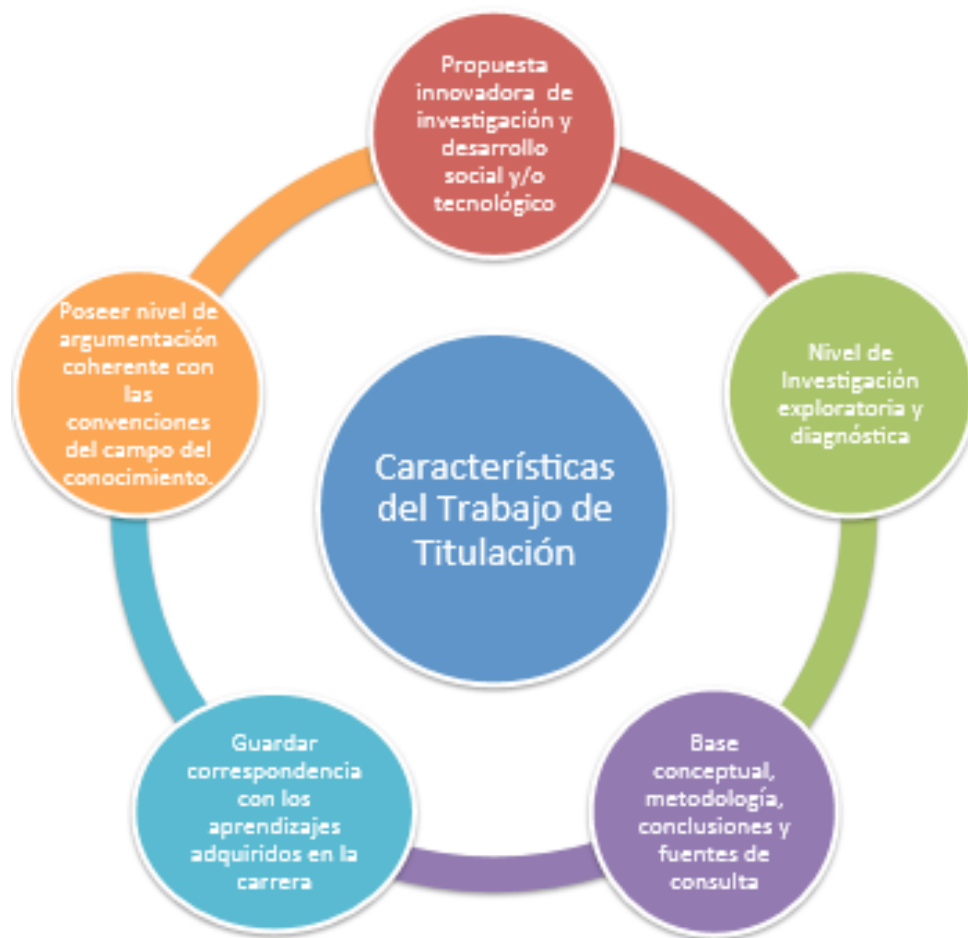 Propuesta
innovadora de
investigación y
desarrollo
social y/o
tecnológico
Nivel de
Investigación
exploratoria y
diagnóstica
Base
conceptual,
metodología,
conclusiones y
fuentes de
consulta
Guardar
correspondencia
con los
aprendizajes
adquiridos en la
carrera
Poseer nivel de
argumentación
coherente con
las
convenciones
del campo del
conocimiento.
Característícas
del Trabajo de
Titulación